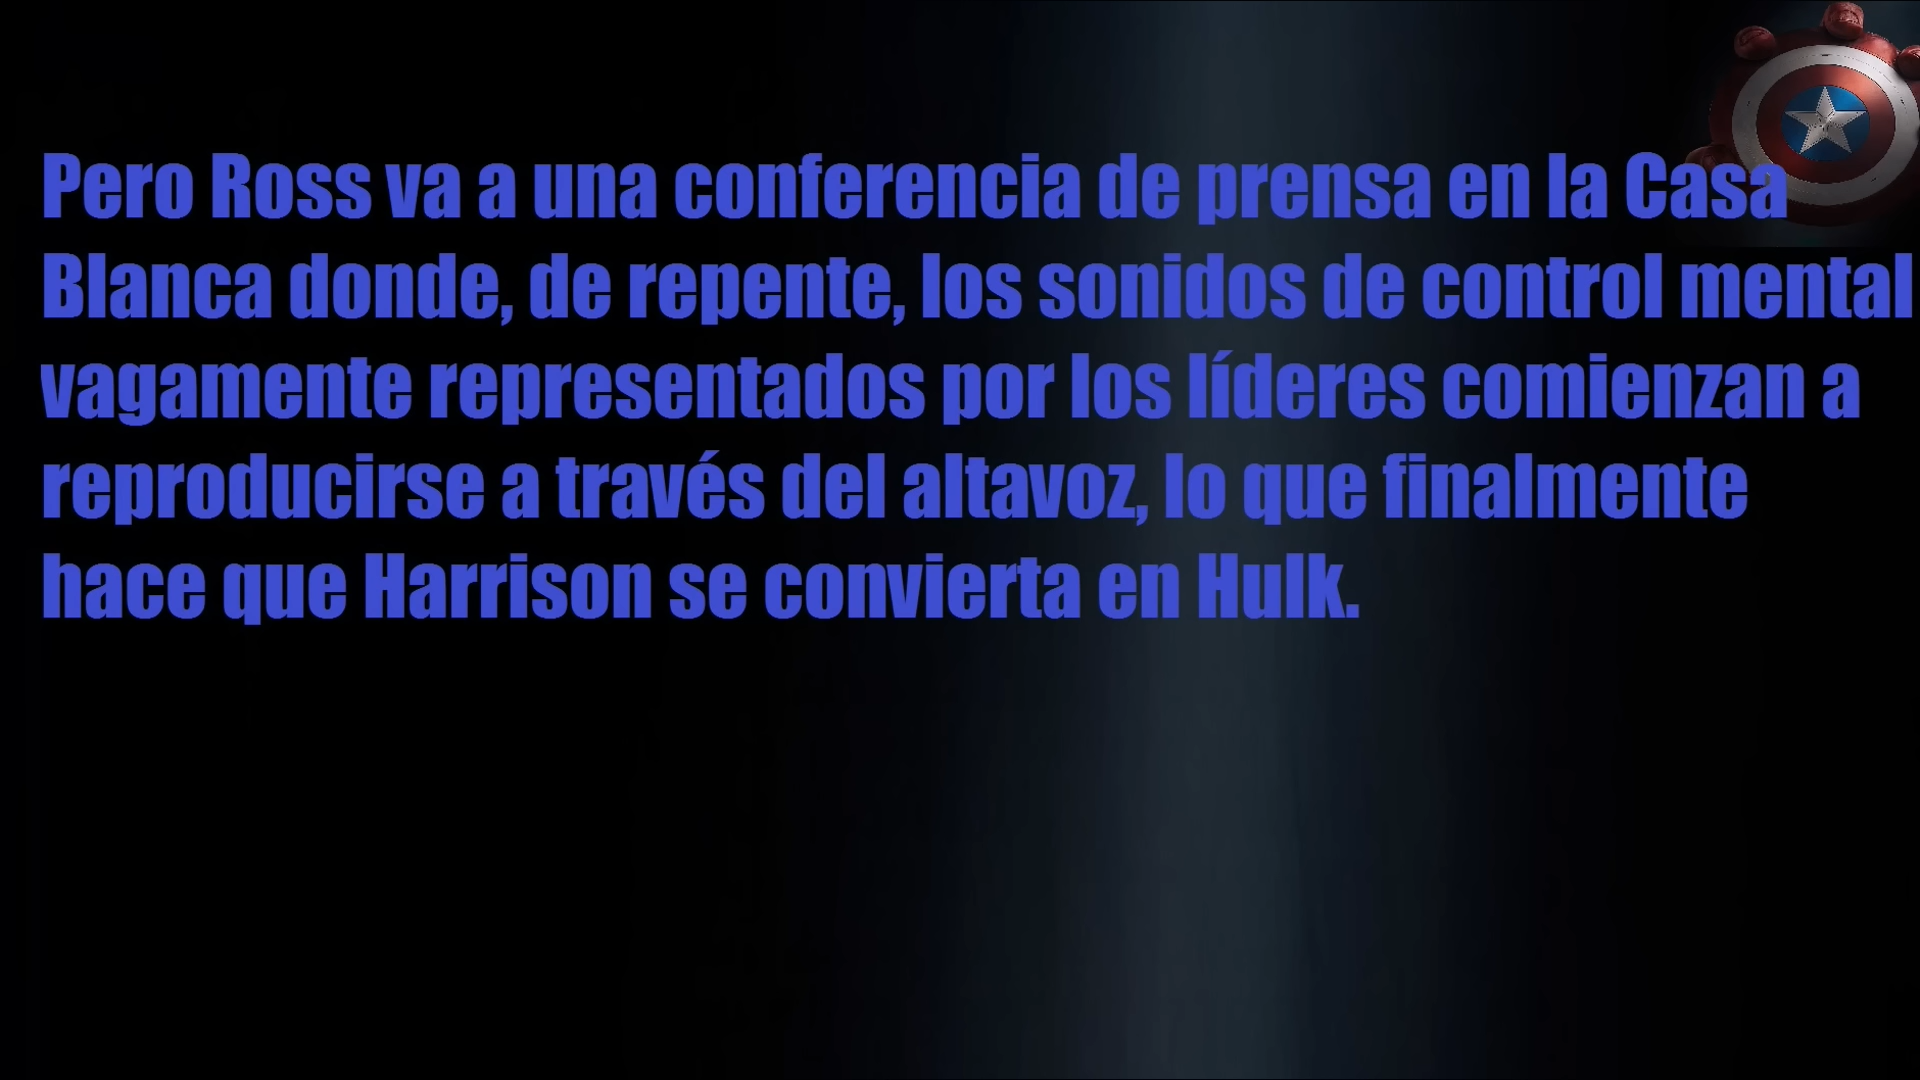 Pero Ross va a una conferencia de prensa en la Casa
Blanca donde, de repente, los sonidos de control mental
vagamente representados por los líderes comienzan a
reproducirse a través del altavoz, lo que finalmente
hace que Harrison se convierta en Hulk.